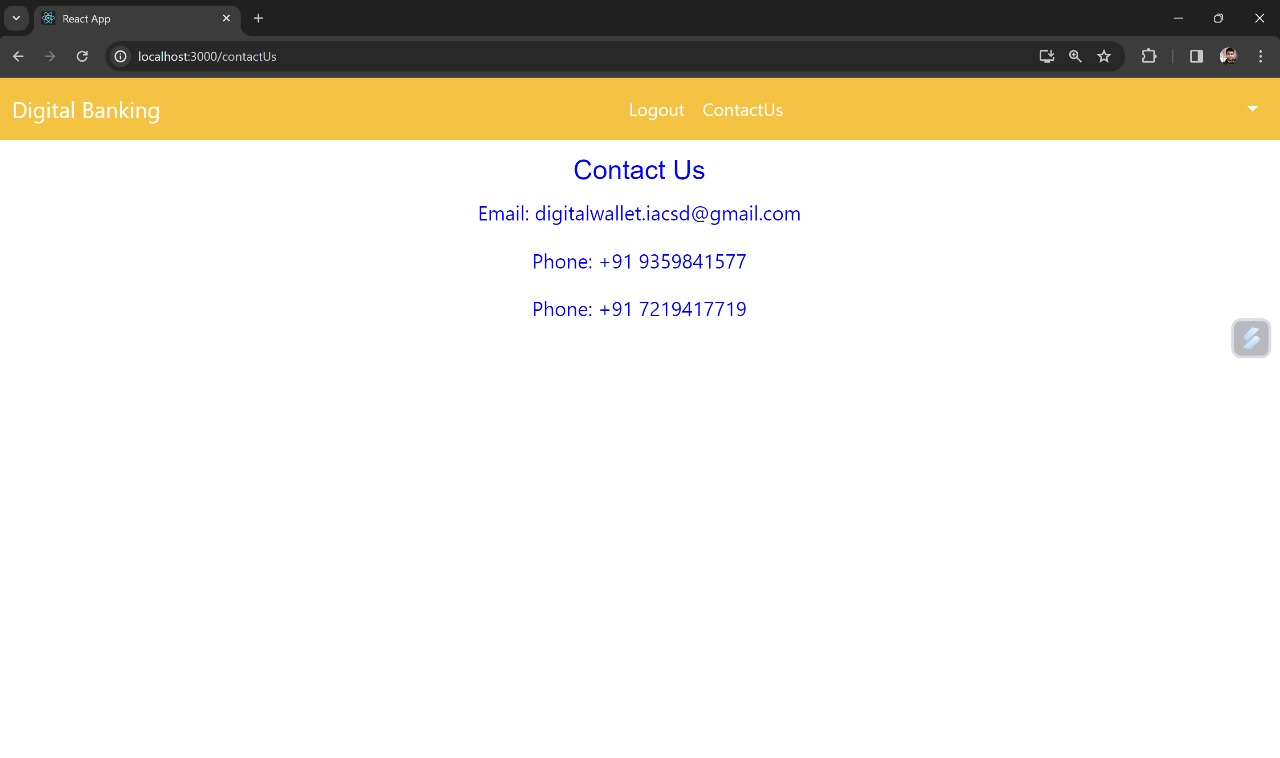 React App
localhost:3000/contactUs
Digital Banking Logout ContactUs
Contact Us
Email: digitalwallet.iacsd@gmail.com
Phone: +91 9359841577
Phone: +91 7219417719